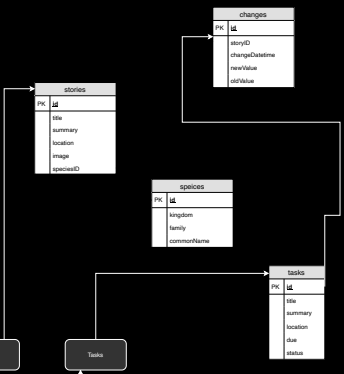 changes
PK id
storyID
changeDatetime
newValue
oldValue
stories
PK id
title
summary
location
image
speciesID
speices
PK id
kingdom
family
commonName
tasks
PK id
title
summary
location
due
status
Tasks